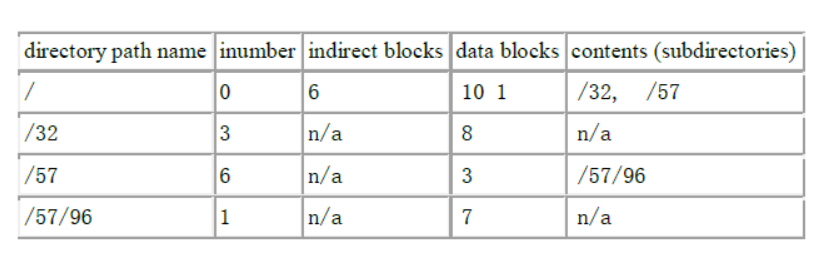 directory path name inumber indirect blocks data blocks contents (subdirectories)
/ 0 6 10 1 /32, /57
/32 3 n/a 8 n/a
/57 6 n/a 3 /57/96
/57/96 1 n/a 7 n/a